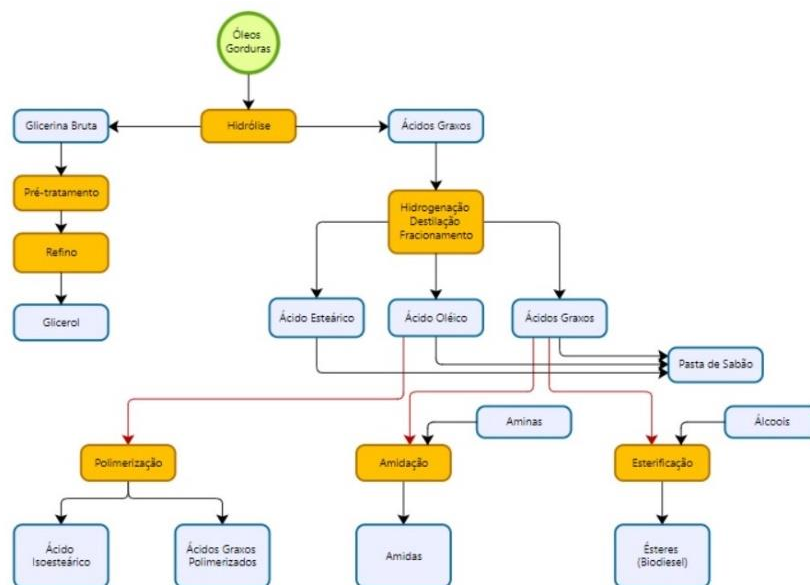 Óleos
Gorduras
Glicerina Bruta
Hidrólise
Ácidos Graxos
Pré-tratamento
Hidrogenação
Destilação
Fracionamento
Refino
Glicerol
Ácido Esteárico
Ácido Oléico
Ácidos Graxos
Pasta de Sabão
Aminas
Álcoois
Polimerização
Amidação
Esterificação
Ácido
Isoesteárico
Ácidos Graxos
Polimerizados
Amidas
Ésteres
(Biodiesel)